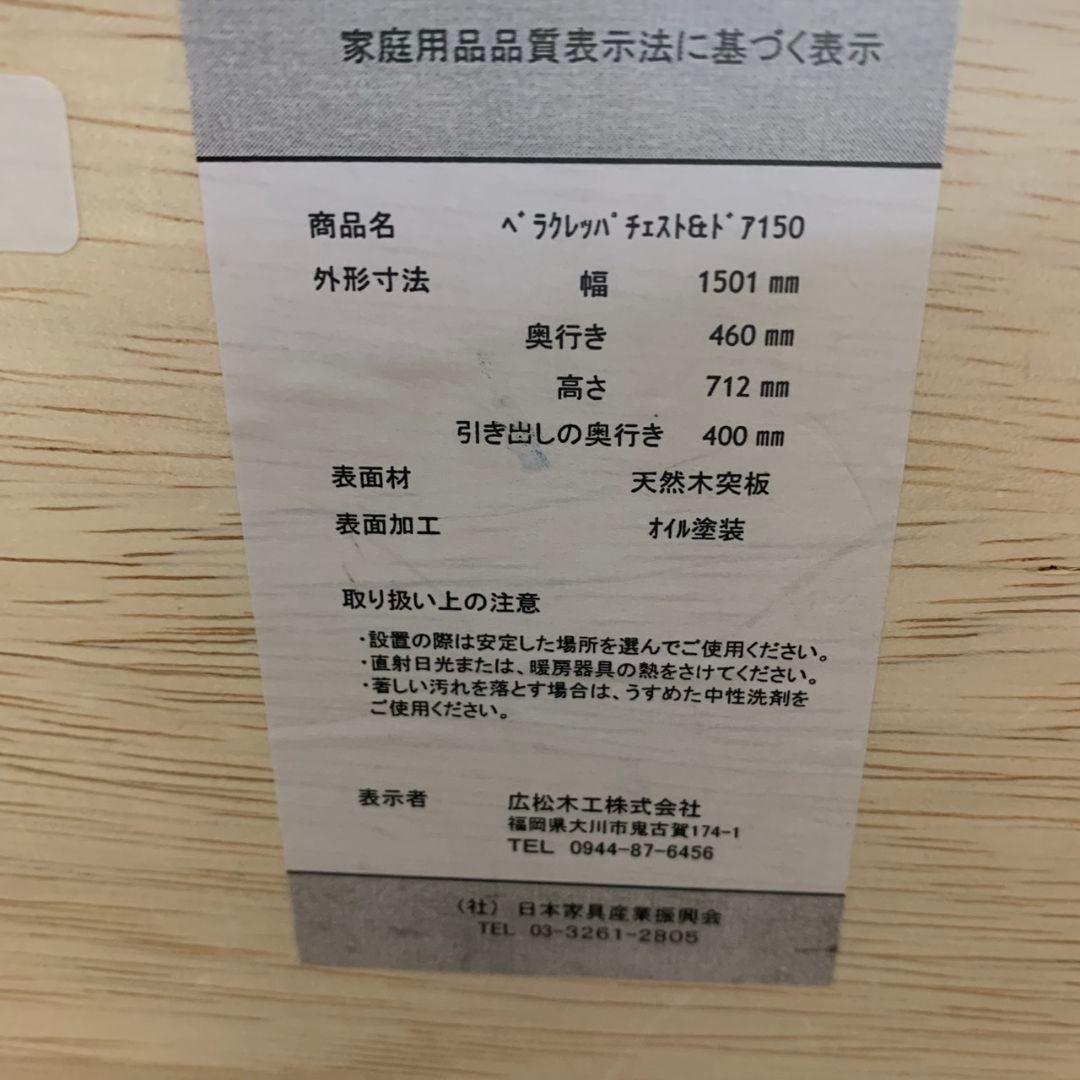 家庭用品品質表示法に基づく表示
商品名 ﾍﾞﾗｸﾚｯﾊﾟﾁｪｽﾄ&ﾄﾞｱ150
外形寸法 幅 1501 ㎜
奥行き 460 ㎜
高さ 712 ㎜
引き出しの奥行き 400 ㎜
表面材 天然木突板
表面加工 ｵｲﾙ塗装
取り扱い上の注意
・設置の際は安定した場所を選んでご使用ください。
・直射日光または、暖房器具の熱をさけてください。
・著しい汚れを落とす場合は、うすめた中性洗剤を
ご使用ください。
表示者 広松木工株式会社
福岡県大川市鬼古賀174-1
TEL 0944-87-6456
（社）日本家具産業振興会
TEL 03-3261-2805